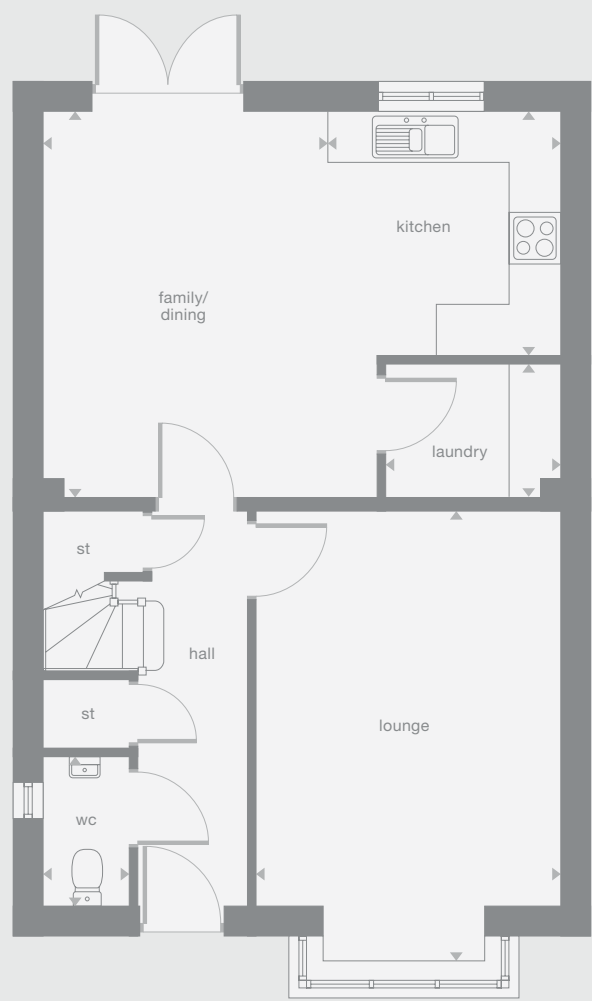 kitchen
family/
dining
laundry
st
hall
st
lounge
wc